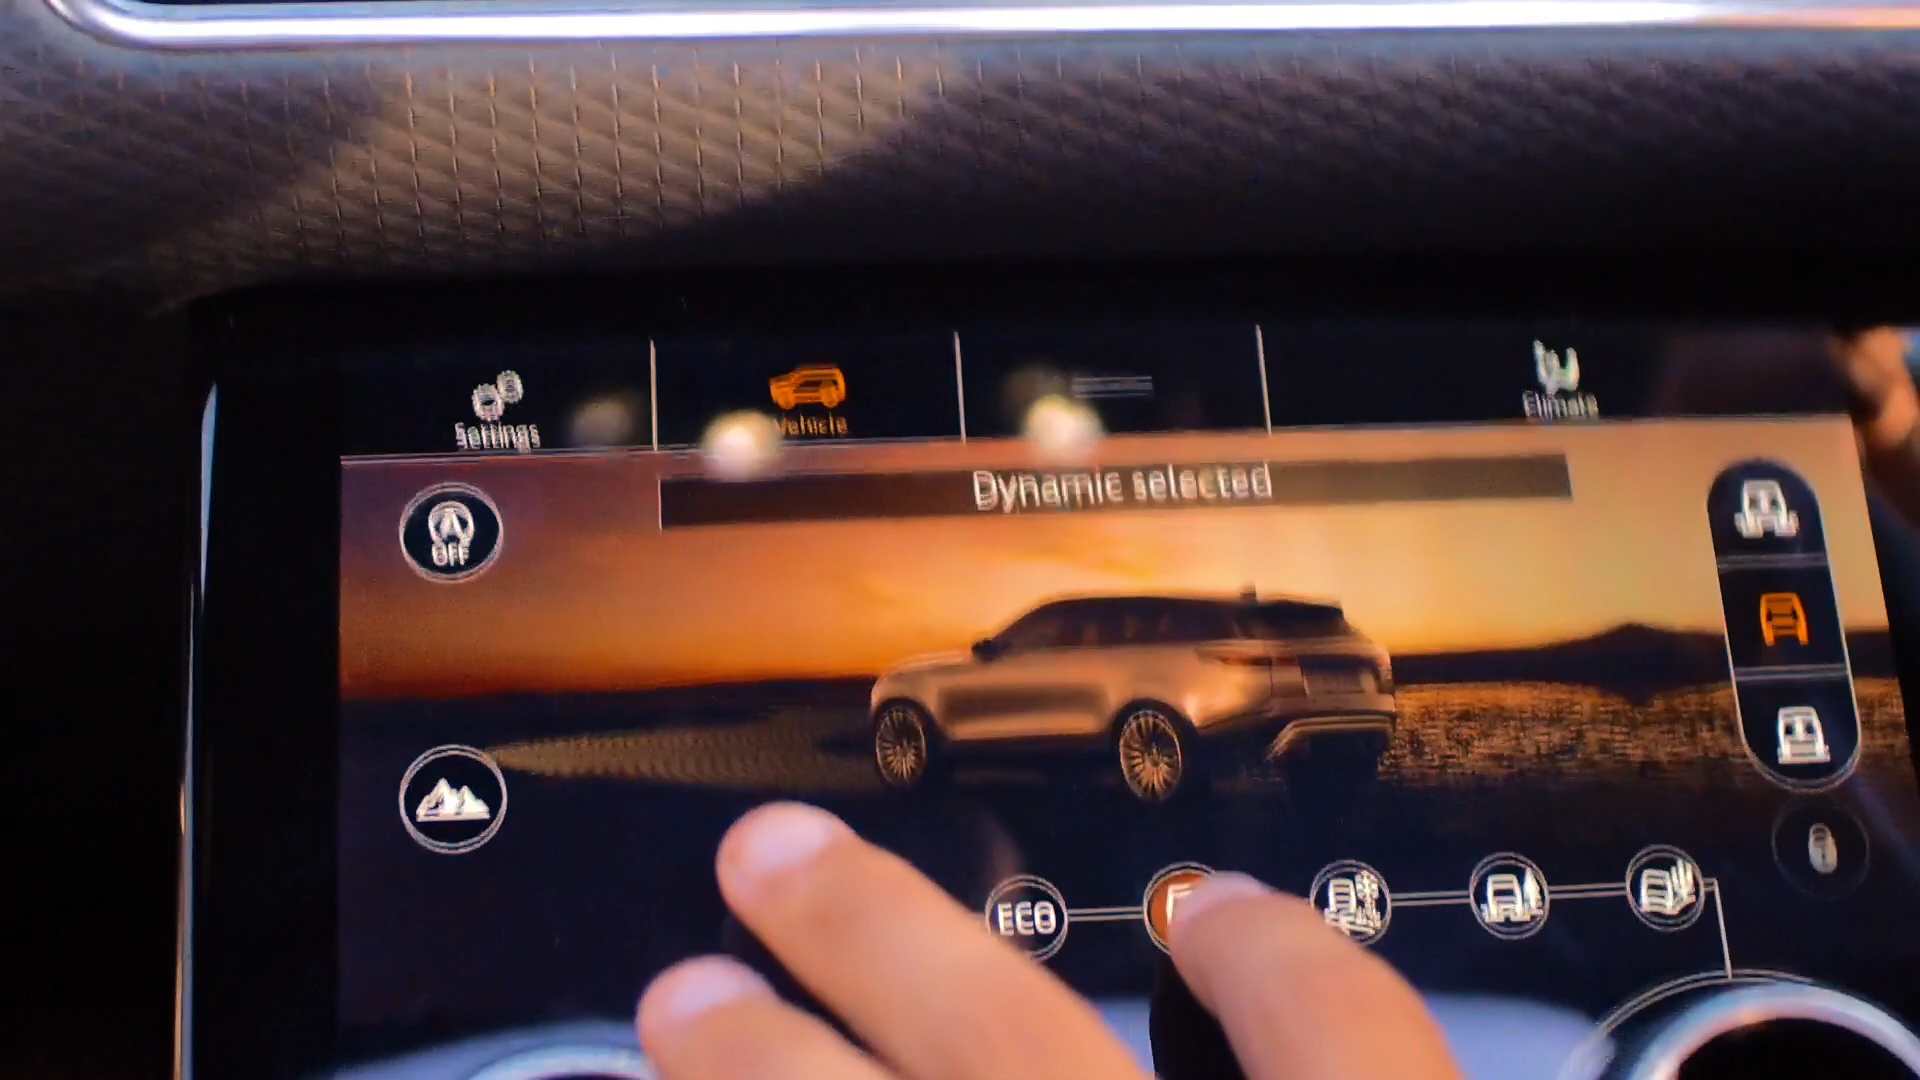 Settings
Vehicle
Climate
Dynamic selected
A
OFF
ECO